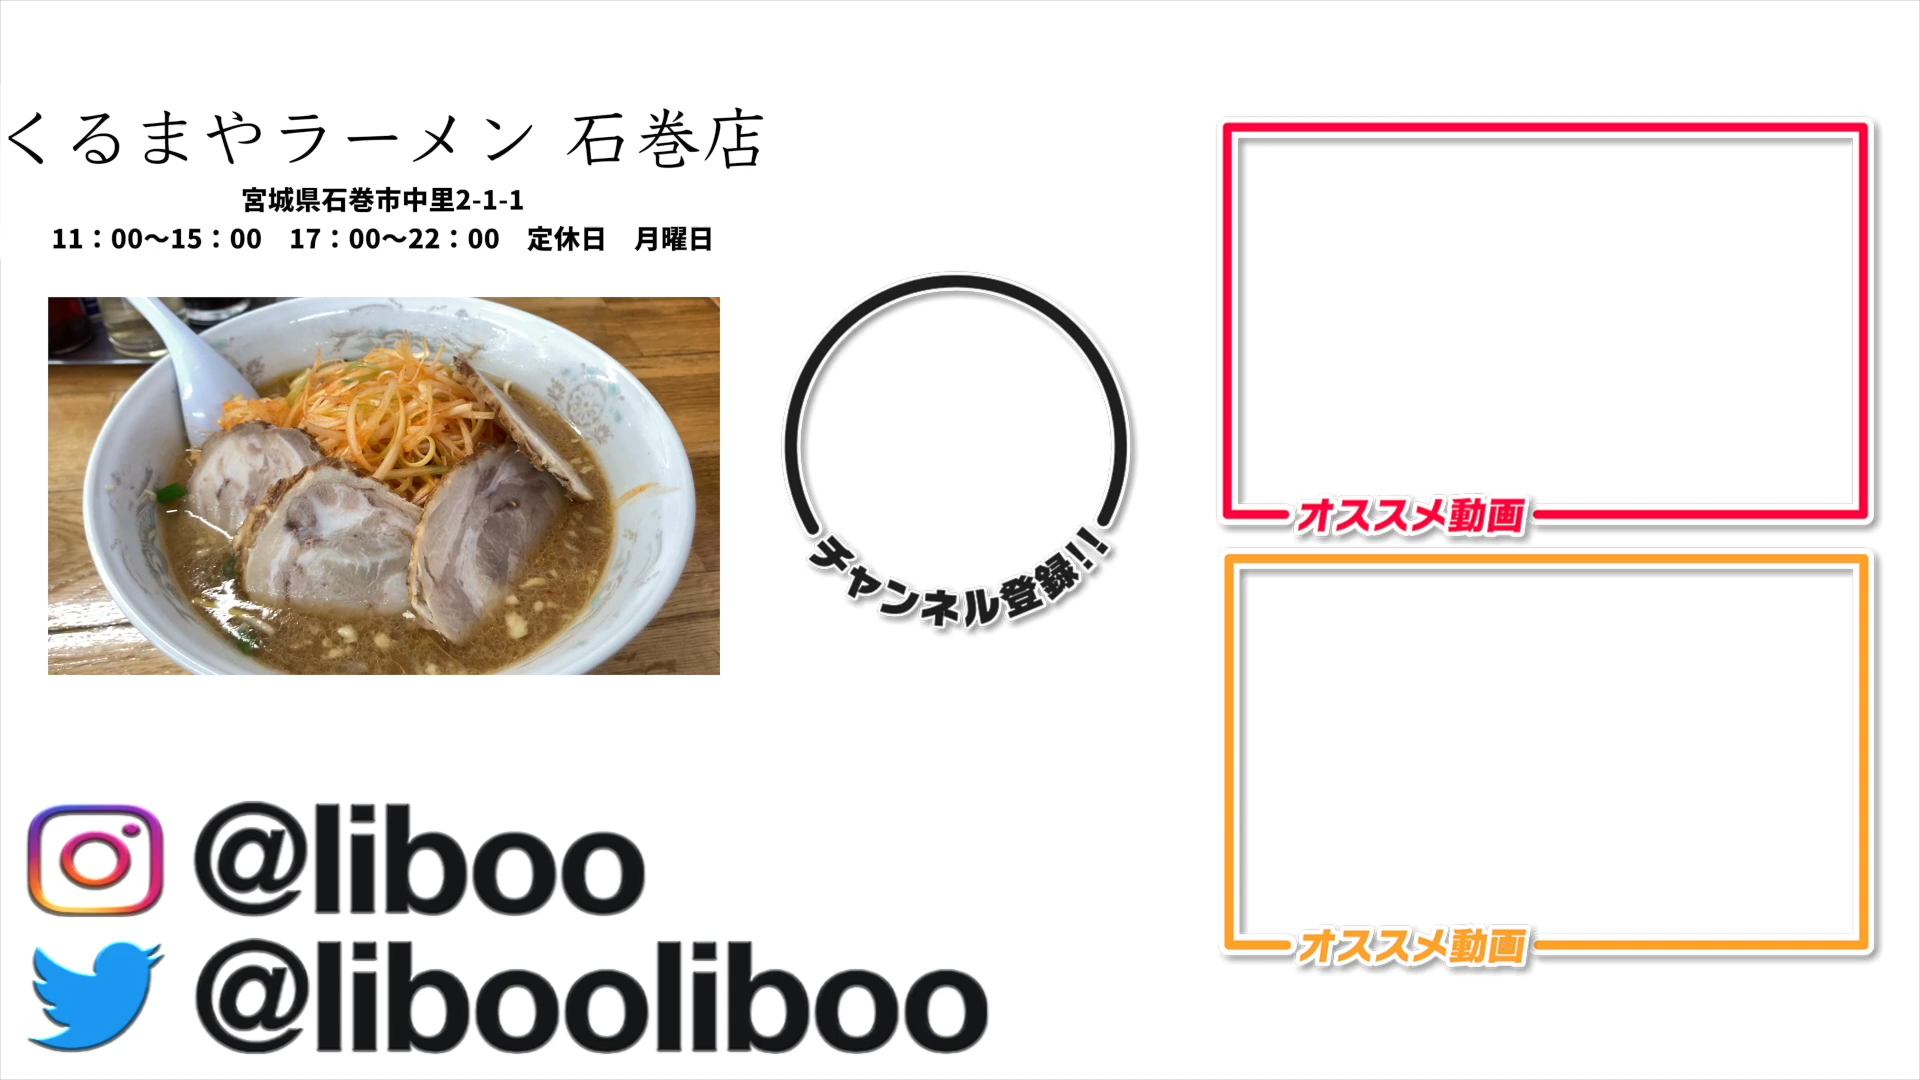 くるまやラーメン 石巻店
宮城県石巻市中里2-1-1
11：00〜15：00　17：00〜22：00　定休日　月曜日
チャンネル登録!!
オススメ動画
オススメ動画
@liboo
@libooliboo